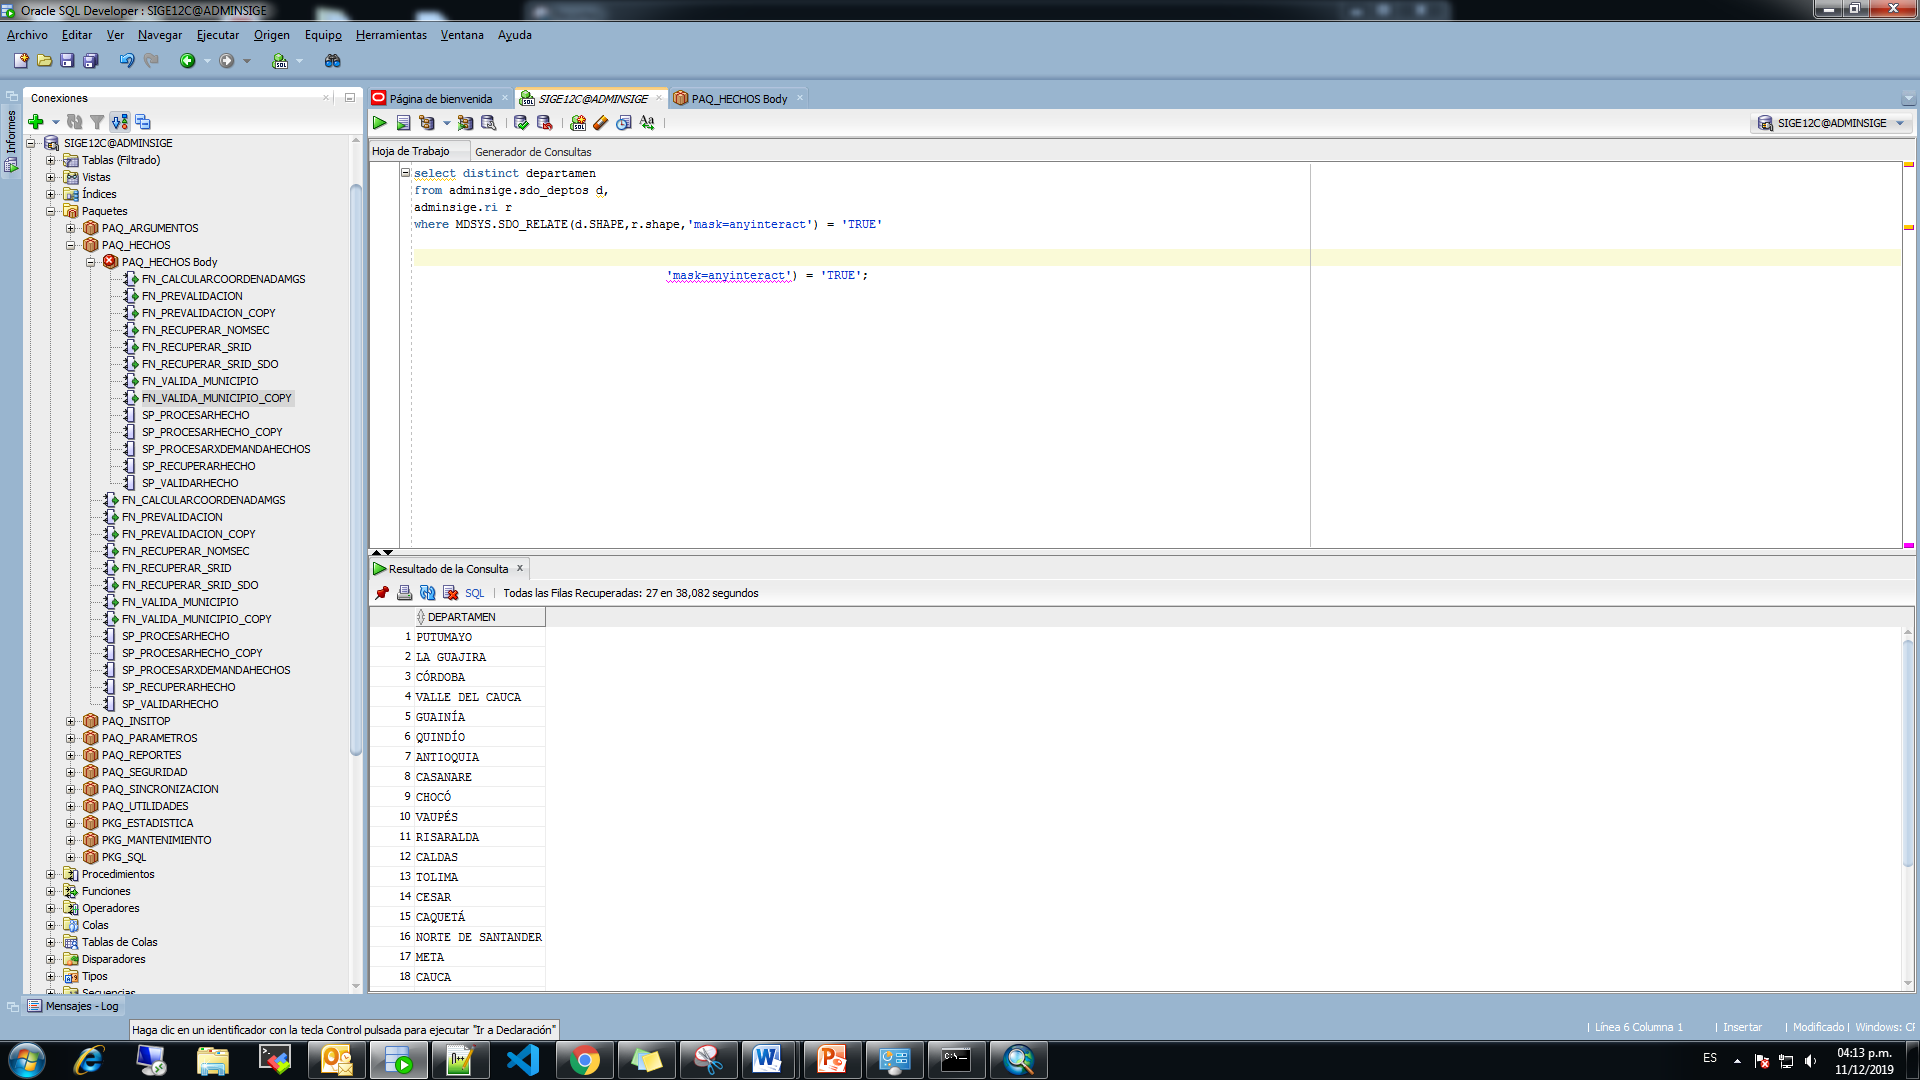 Oracle SQL Developer : SIGE12C@ADMINSIGE
Archivo Editar Ver Navegar Ejecutar Origen Equipo Herramientas Ventana Ayuda
Informes
Conexiones
SIGE12C@ADMINSIGE
Tablas (Filtrado)
Vistas
Índices
Paquetes
PAQ_ARGUMENTOS
PAQ_HECHOS
PAQ_HECHOS Body
FN_CALCULARCOORDENADAMGS
FN_PREVALIDACION
FN_PREVALIDACION_COPY
FN_RECUPERAR_NOMSEC
FN_RECUPERAR_SRID
FN_RECUPERAR_SRID_SDO
FN_VALIDA_MUNICIPIO
FN_VALIDA_MUNICIPIO_COPY
SP_PROCESARHECHO
SP_PROCESARHECHO_COPY
SP_PROCESARXDEMANDAHECHOS
SP_RECUPERARHECHO
SP_VALIDARHECHO
FN_CALCULARCOORDENADAMGS
FN_PREVALIDACION
FN_PREVALIDACION_COPY
FN_RECUPERAR_NOMSEC
FN_RECUPERAR_SRID
FN_RECUPERAR_SRID_SDO
FN_VALIDA_MUNICIPIO
FN_VALIDA_MUNICIPIO_COPY
SP_PROCESARHECHO
SP_PROCESARHECHO_COPY
SP_PROCESARXDEMANDAHECHOS
SP_RECUPERARHECHO
SP_VALIDARHECHO
PAQ_INSITOP
PAQ_PARAMETROS
PAQ_REPORTES
PAQ_SEGURIDAD
PAQ_SINCRONIZACION
PAQ_UTILIDADES
PKG_ESTADISTICA
PKG_MANTENIMIENTO
PKG_SQL
Procedimientos
Funciones
Operadores
Colas
Tablas de Colas
Disparadores
Tipos
Secuencias
Página de bienvenida SIGE12C@ADMINSIGE PAQ_HECHOS Body
SIGE12C@ADMINSIGE
Hoja de Trabajo Generador de Consultas
select distinct departamen
from adminsige.sdo_deptos d,
adminsige.ri r
where MDSYS.SDO_RELATE(d.SHAPE,r.shape,'mask=anyinteract') = 'TRUE'
'mask=anyinteract') = 'TRUE';
Resultado de la Consulta
SQL Todas las Filas Recuperadas: 27 en 38,082 segundos
DEPARTAMEN
1 PUTUMAYO
2 LA GUAJIRA
3 CÓRDOBA
4 VALLE DEL CAUCA
5 GUAINÍA
6 QUINDÍO
7 ANTIOQUIA
8 CASANARE
9 CHOCÓ
10 VAUPÉS
11 RISARALDA
12 CALDAS
13 TOLIMA
14 CESAR
15 CAQUETÁ
16 NORTE DE SANTANDER
17 META
18 CAUCA
Mensajes - Log
Haga clic en un identificador con la tecla Control pulsada para ejecutar "Ir a Declaración"
Línea 6 Columna 1 Insertar Modificado Windows: CF
ES
04:13 p.m.
11/12/2019